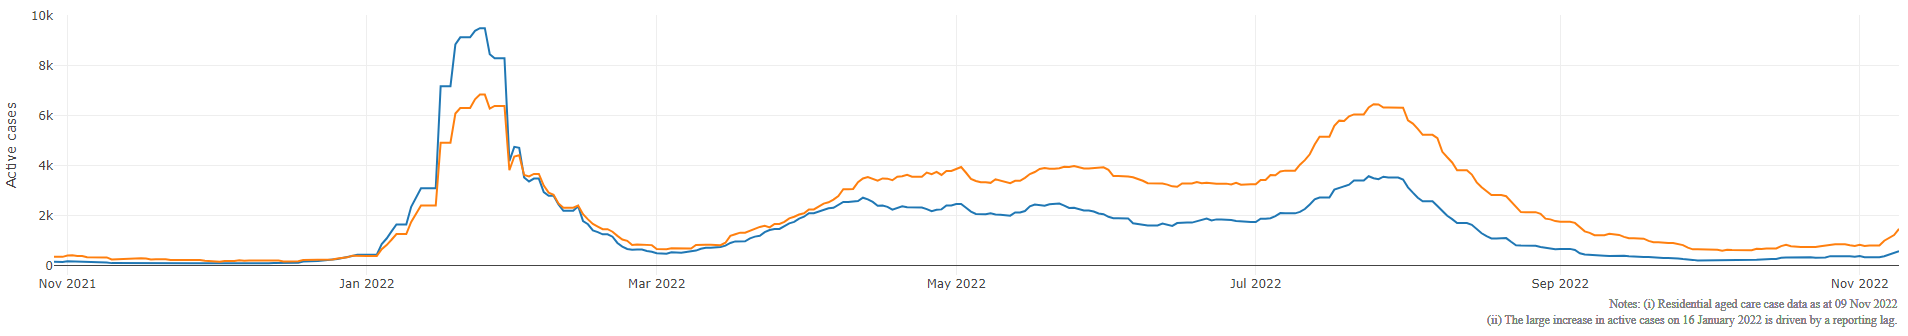 10k
8k
6k
4k
2k
0
Active cases
Nov 2021
Jan 2022
Mar 2022
May 2022
Jul 2022
Sep 2022
Nov 2022
Notes: (i) Residential aged care case data as at 09 Nov 2022
(ii) The large increase in active cases on 16 January 2022 is driven by a reporting lag.